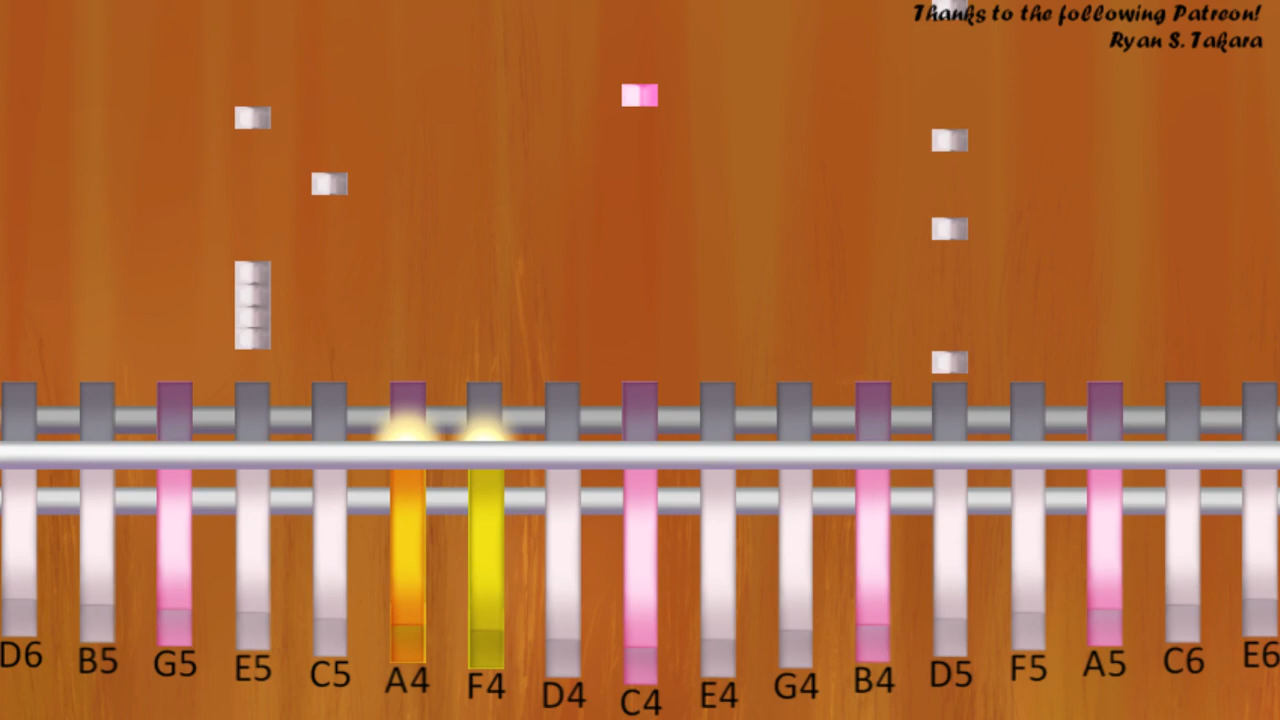 Thanks to the following Patreon!
Ryan S. Takara
D6 B5 G5 E5 C5 A4 F4 D4 C4 E4 G4 B4 D5 F5 A5 C6 E6